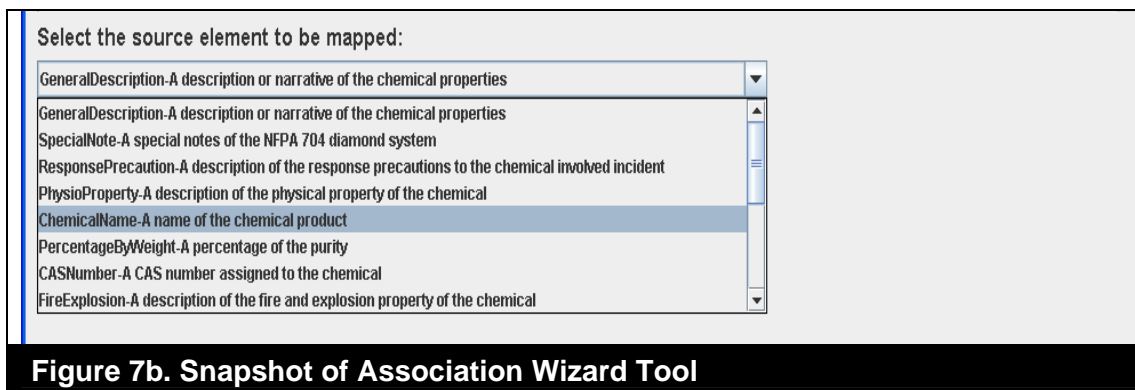 Select the source element to be mapped:
GeneralDescription-A description or narrative of the chemical properties
GeneralDescription-A description or narrative of the chemical properties
SpecialNote-A special notes of the NFPA 704 diamond system
ResponsePrecaution-A description of the response precautions to the chemical involved incident
PhysioProperty-A description of the physical property of the chemical
ChemicalName-A name of the chemical product
PercentageByWeight-A percentage of the purity
CASNumber-A CAS number assigned to the chemical
FireExplosion-A description of the fire and explosion property of the chemical
Figure 7b. Snapshot of Association Wizard Tool